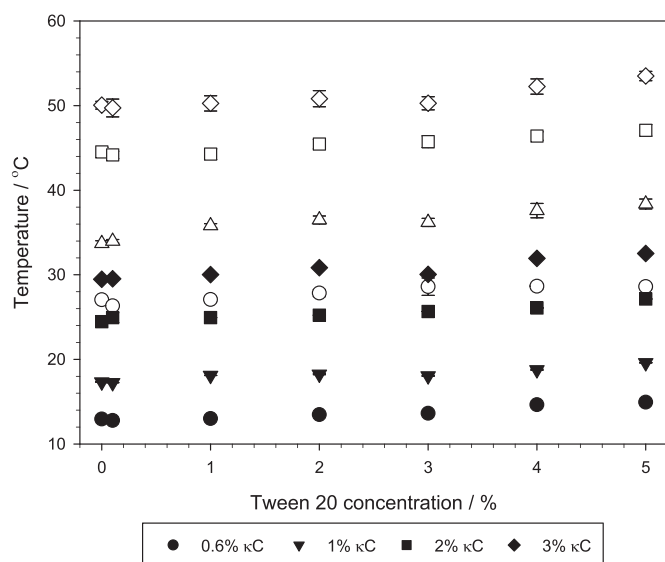 60
50
40
30
20
10
Temperature / °C
0 1 2 3 4 5
Tween 20 concentration / %
0.6% κC 1% κC 2% κC 3% κC